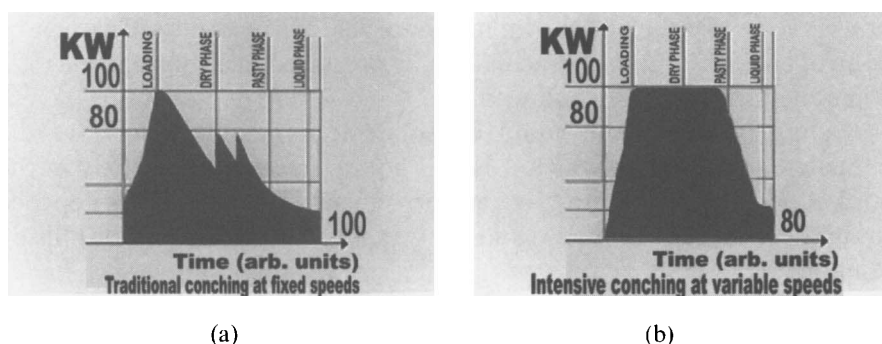 KW
100
80
LOADING
DRY PHASE
PASTY PHASE
LIQUID PHASE
100
Time (arb. units)
Traditional conching at fixed speeds
(a)
KW
100
80
LOADING
DRY PHASE
PASTY PHASE
LIQUID PHASE
80
Time (arb. units)
Intensive conching at variable speeds
(b)